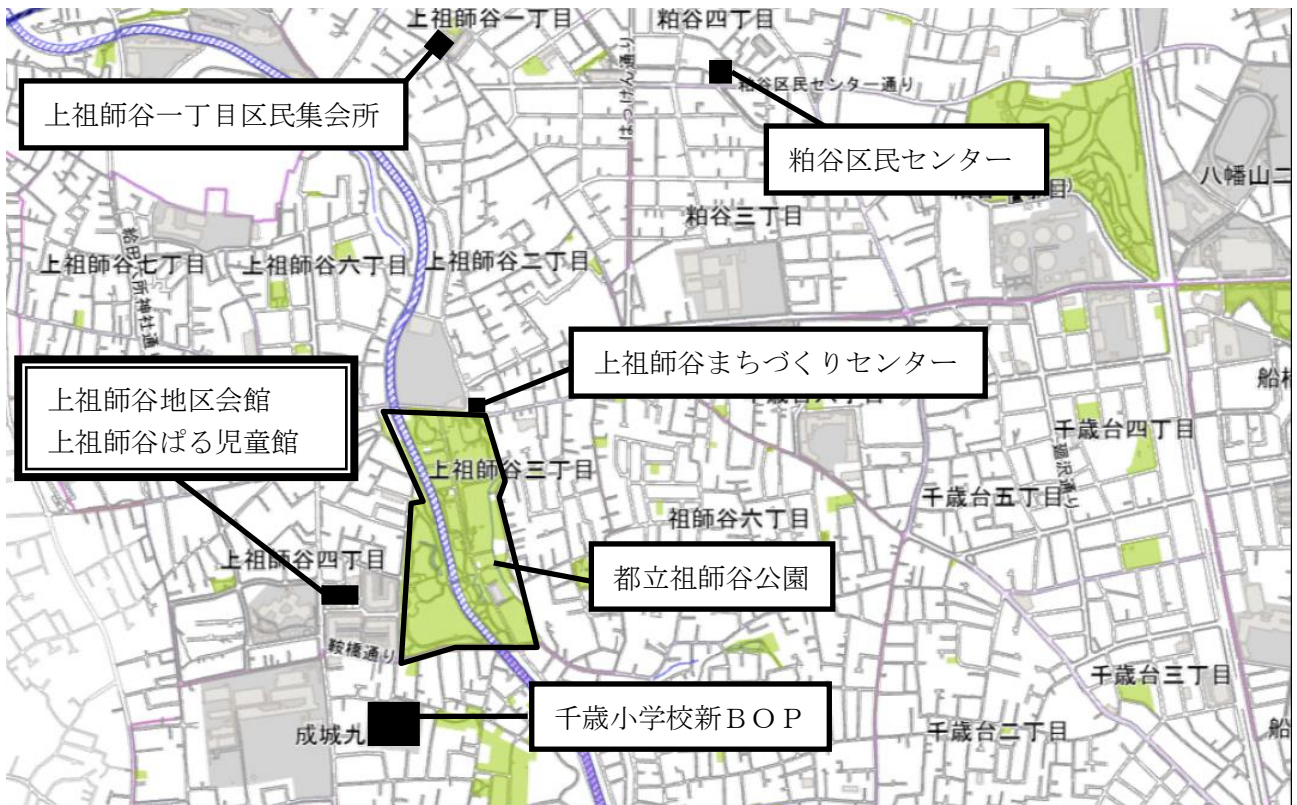 上祖師谷一丁目
粕谷四丁目
上祖師谷一丁目区民集会所
粕谷区民センター通り
粕谷区民センター
八幡山二
粕谷三丁目
上祖師谷七丁目
上祖師谷六丁目
上祖師谷二丁目
上祖師谷まちづくりセンター
上祖師谷地区会館
上祖師谷ぱる児童館
船橋
千歳台四丁目
上祖師谷三丁目
廻沢通り
千歳台五丁目
祖師谷六丁目
上祖師谷四丁目
都立祖師谷公園
鞍橋通り
千歳台三丁目
千歳小学校新ＢＯＰ
成城九
千歳台二丁目
船